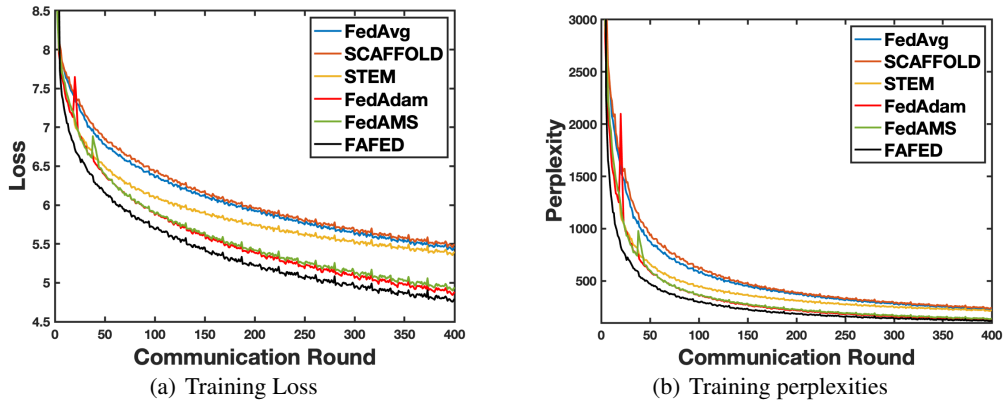 8.5
8
7.5
7
6.5
6
5.5
5
4.5
Loss
FedAvg
SCAFFOLD
STEM
FedAdam
FedAMS
FAFED
0 50 100 150 200 250 300 350 400
Communication Round
(a) Training Loss
3000
2500
2000
1500
1000
500
Perplexity
FedAvg
SCAFFOLD
STEM
FedAdam
FedAMS
FAFED
0 50 100 150 200 250 300 350 400
Communication Round
(b) Training perplexities